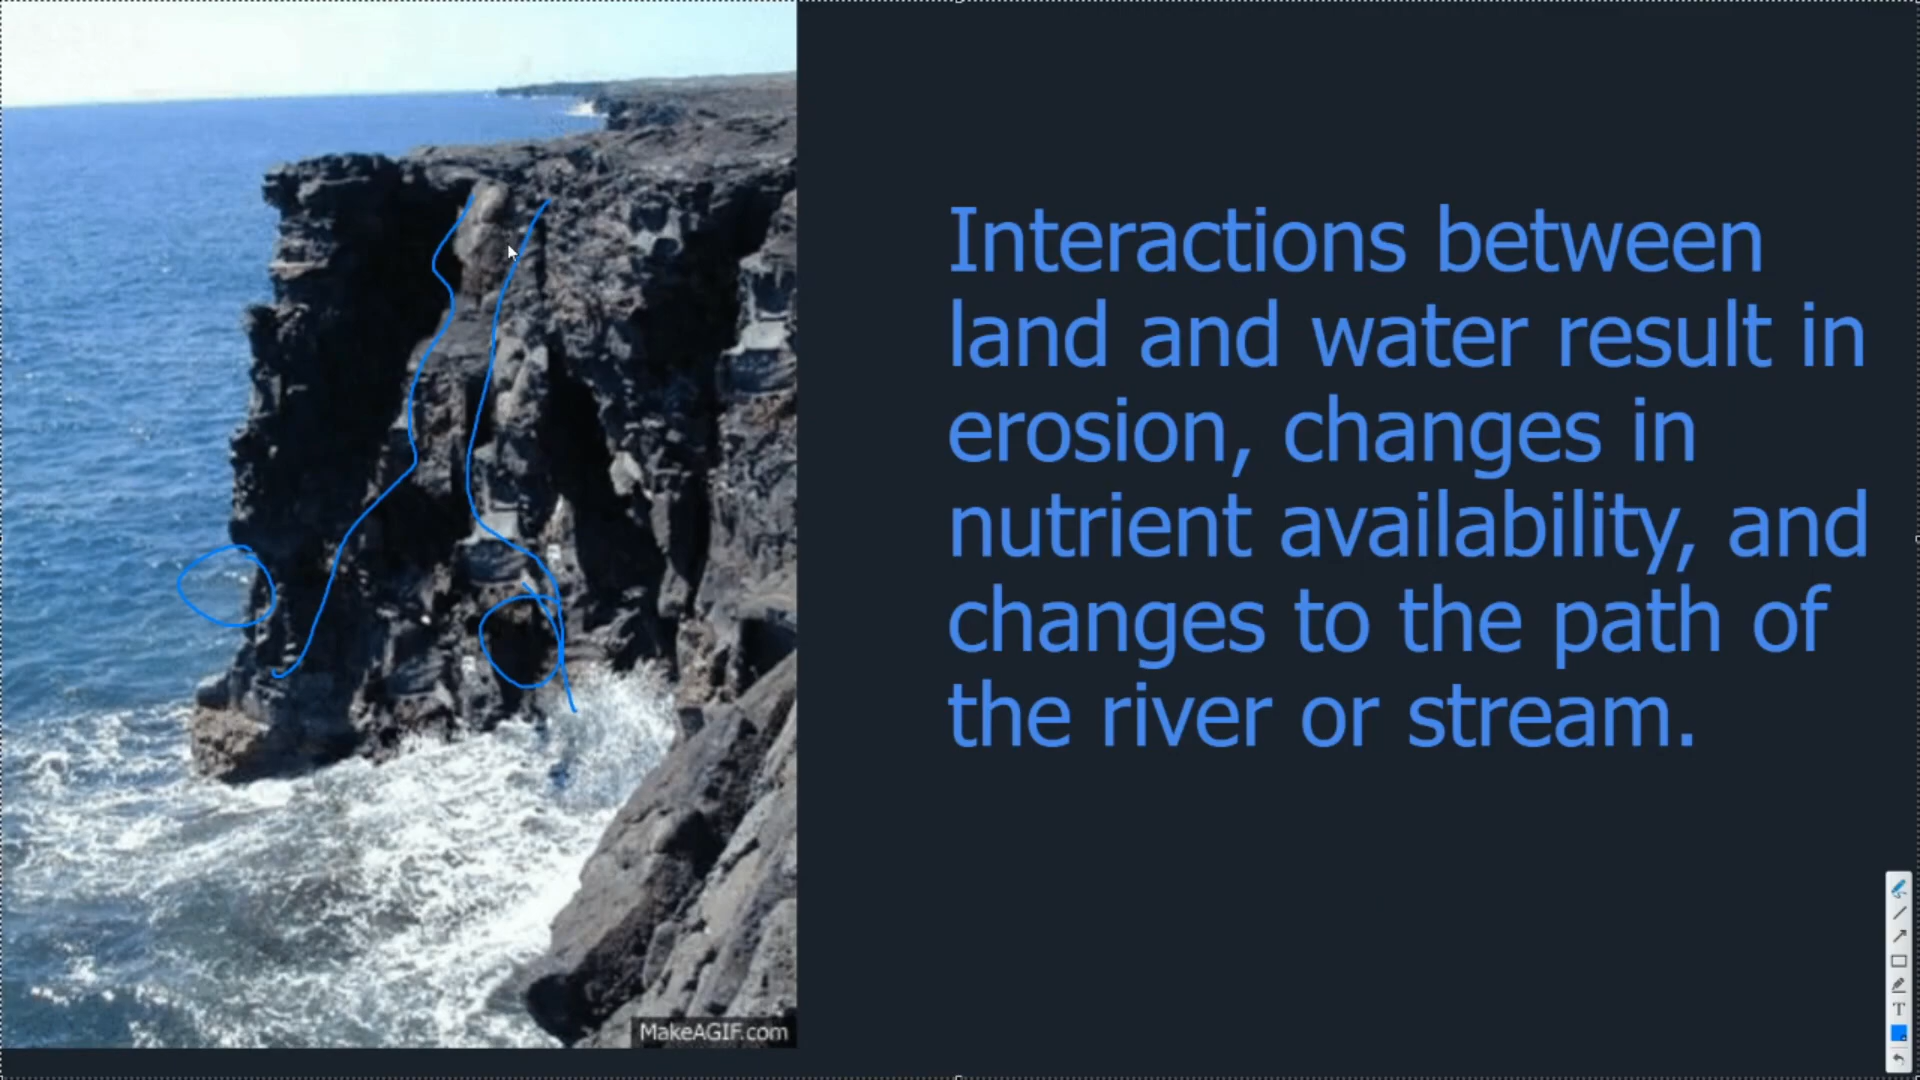 Interactions between
land and water result in
erosion, changes in
nutrient availability, and
changes to the path of
the river or stream.
MakeAGIF.com
T